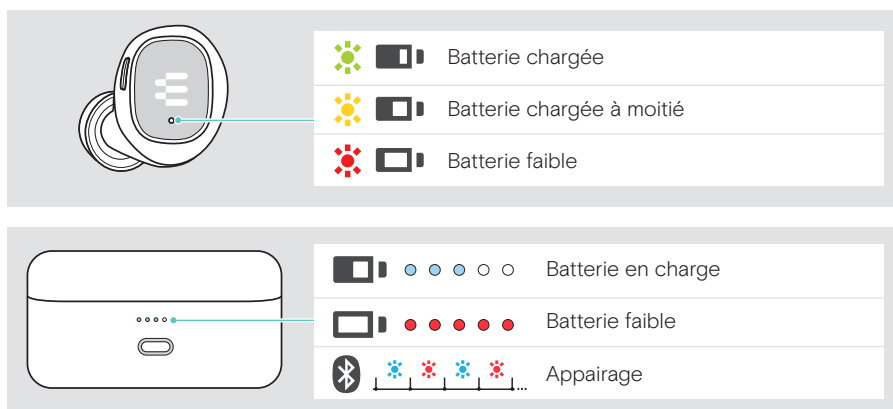 Batterie chargée
Batterie chargée à moitié
Batterie faible
Batterie en charge
Batterie faible
...
Appairage